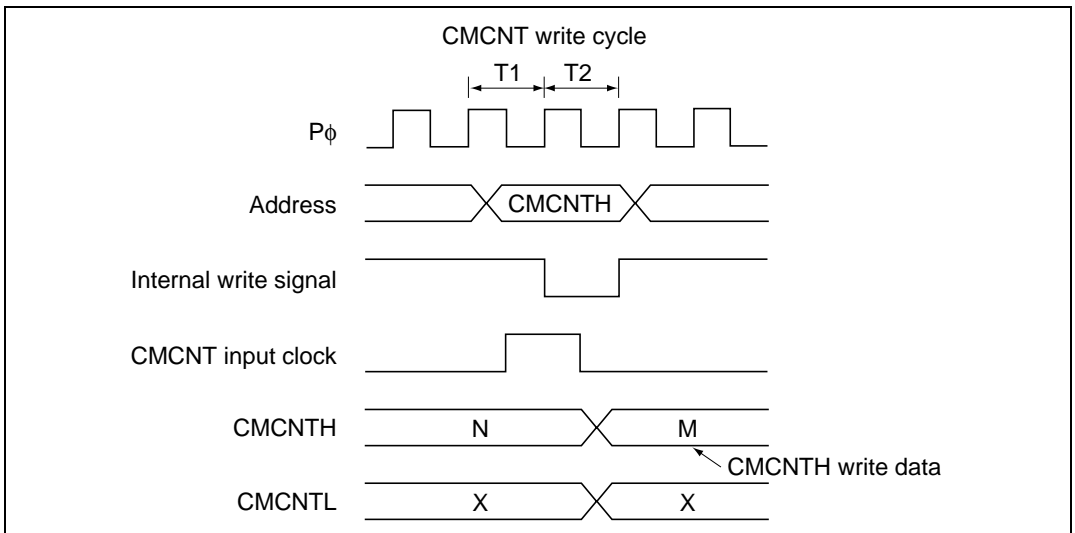 CMCNT write cycle
T1 T2
Pφ
Address CMCNTH
Internal write signal
CMCNT input clock
CMCNTH N M
CMCNTH write data
CMCNTL X X